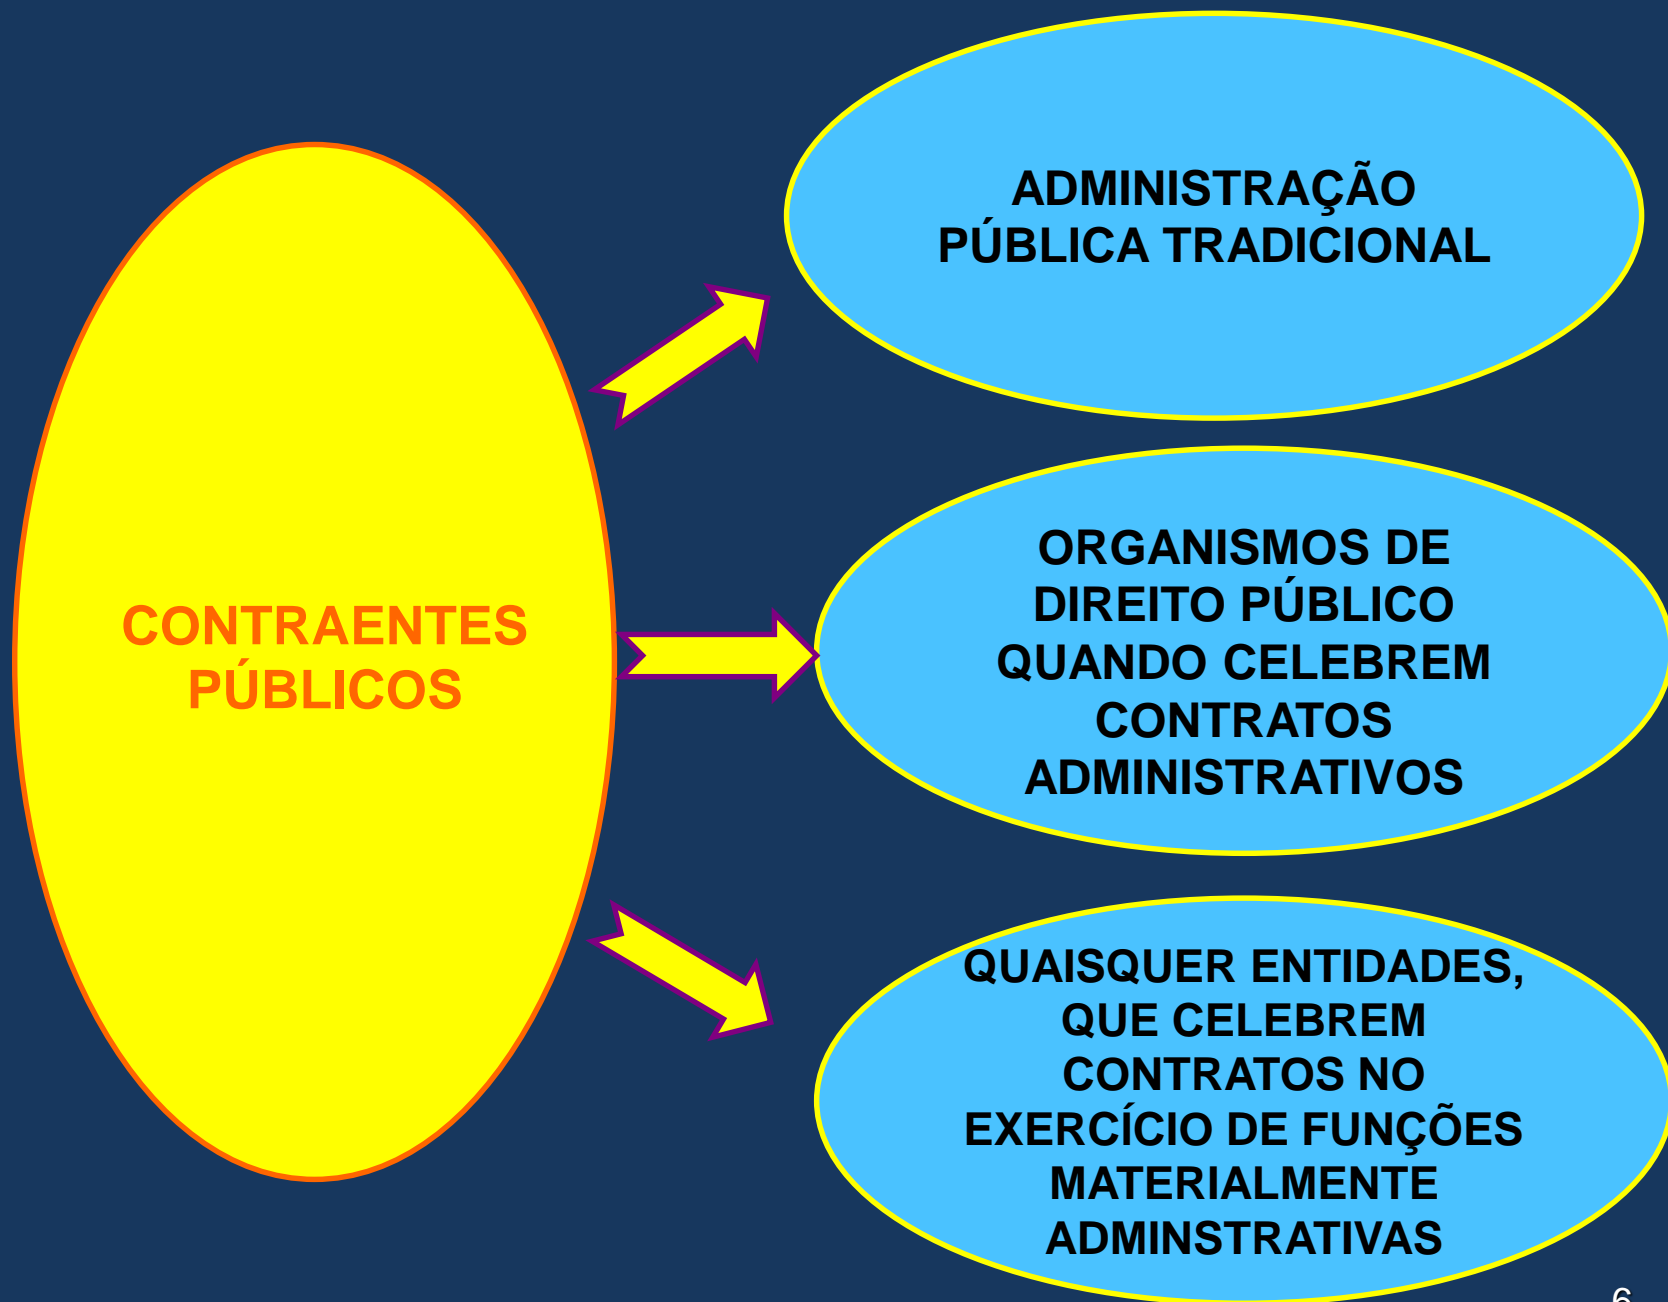 CONTRAENTES
PÚBLICOS
ADMINISTRAÇÃO
PÚBLICA TRADICIONAL
ORGANISMOS DE
DIREITO PÚBLICO
QUANDO CELEBREM
CONTRATOS
ADMINISTRATIVOS
QUAISQUER ENTIDADES,
QUE CELEBREM
CONTRATOS NO
EXERCÍCIO DE FUNÇÕES
MATERIALMENTE
ADMINSTRATIVAS
6